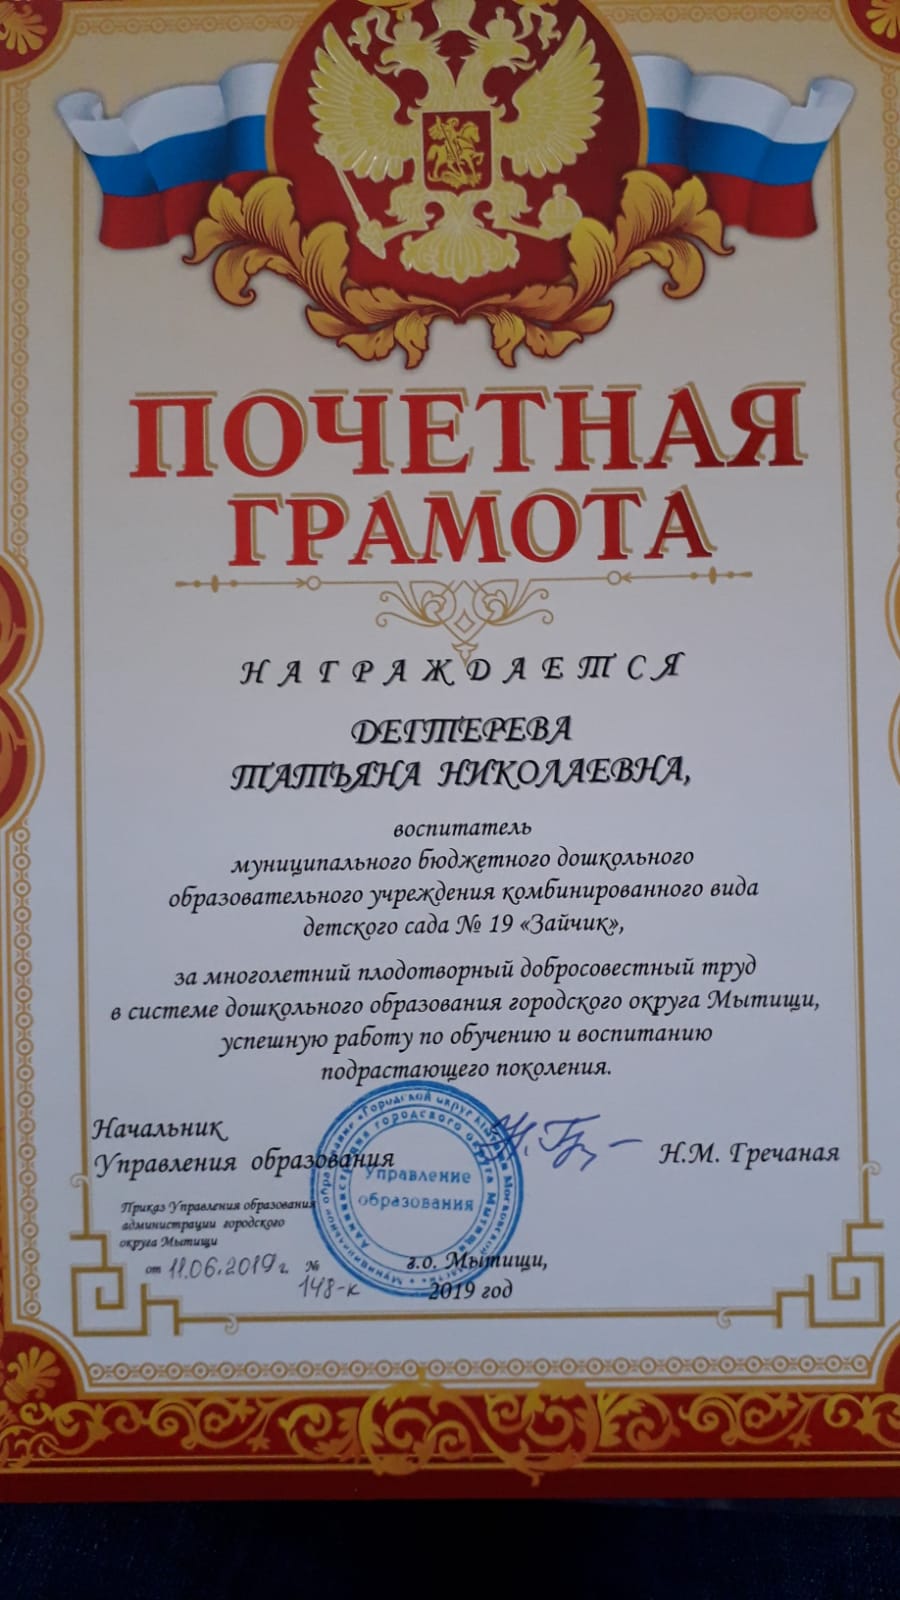 ПОЧЕТНАЯ
ГРАМОТА
НАГРАЖДАЕТСЯ
ДЕГТЕРЕВА
ТАТЬЯНА НИКОЛАЕВНА,
воспитатель
муниципального бюджетного дошкольного
образовательного учреждения комбинированного вида
детского сада № 19 «Зайчик»,
за многолетний плодотворный добросовестный труд
в системе дошкольного образования городского округа Мытищи,
успешную работу по обучению и воспитанию
подрастающего поколения.
Начальник
Управления образования
Н.М. Гречаная
Управление
образования
Приказ Управления образования
администрации городского
округа Мытищи
от 11.06.2019 г. №
148-к
г.о. Мытищи,
2019 год